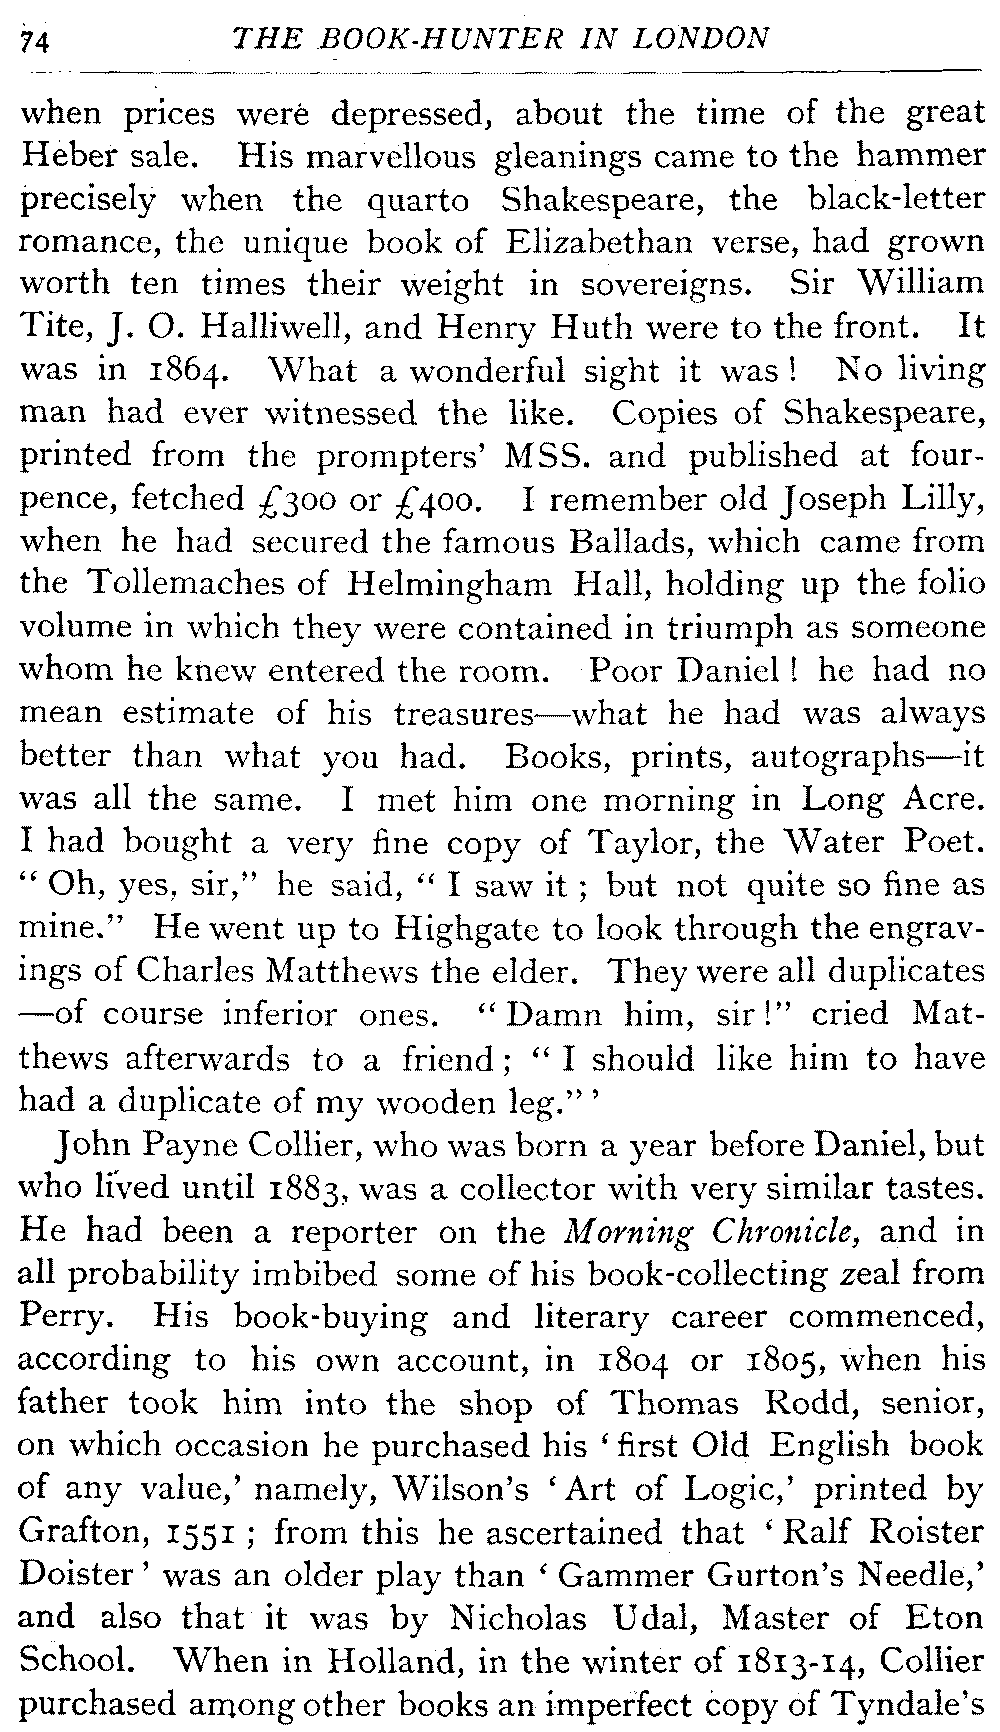 74 THE BOOK-HUNTER IN LONDON
when prices were depressed, about the time of the great
Heber sale. His marvellous gleanings came to the hammer
precisely when the quarto Shakespeare, the black-letter
romance, the unique book of Elizabethan verse, had grown
worth ten times their weight in sovereigns. Sir William
Tite, J. O. Halliwell, and Henry Huth were to the front. It
was in 1864. What a wonderful sight it was! No living
man had ever witnessed the like. Copies of Shakespeare,
printed from the prompters' MSS. and published at four-
pence, fetched £300 or £400. I remember old Joseph Lilly,
when he had secured the famous Ballads, which came from
the Tollemaches of Helmingham Hall, holding up the folio
volume in which they were contained in triumph as someone
whom he knew entered the room. Poor Daniel! he had no
mean estimate of his treasures—what he had was always
better than what you had. Books, prints, autographs—it
was all the same. I met him one morning in Long Acre.
I had bought a very fine copy of Taylor, the Water Poet.
"Oh, yes, sir," he said, "I saw it; but not quite so fine as
mine." He went up to Highgate to look through the engrav-
ings of Charles Matthews the elder. They were all duplicates
—of course inferior ones. "Damn him, sir!" cried Mat-
thews afterwards to a friend; "I should like him to have
had a duplicate of my wooden leg."'
John Payne Collier, who was born a year before Daniel, but
who lived until 1883, was a collector with very similar tastes.
He had been a reporter on the Morning Chronicle, and in
all probability imbibed some of his book-collecting zeal from
Perry. His book-buying and literary career commenced,
according to his own account, in 1804 or 1805, when his
father took him into the shop of Thomas Rodd, senior,
on which occasion he purchased his 'first Old English book
of any value,' namely, Wilson's 'Art of Logic,' printed by
Grafton, 1551; from this he ascertained that 'Ralf Roister
Doister' was an older play than 'Gammer Gurton's Needle,'
and also that it was by Nicholas Udal, Master of Eton
School. When in Holland, in the winter of 1813-14, Collier
purchased among other books an imperfect copy of Tyndale's